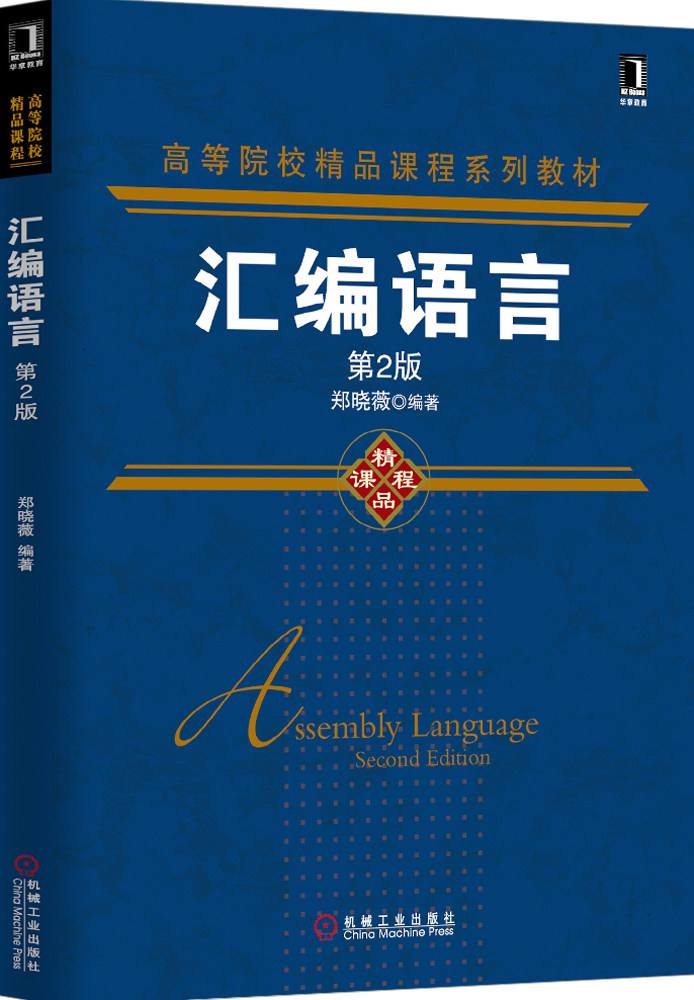 HZ Books
华章教育
高等院校
精品课程
汇编语言
第2版
郑晓薇 编著
机械工业出版社
China Machine Press
HZ Books
华章教育
高等院校精品课程系列教材
汇编语言
第2版
郑晓薇◎编著
精
课程
品
Assembly Language
Second Edition
机械工业出版社
China Machine Press